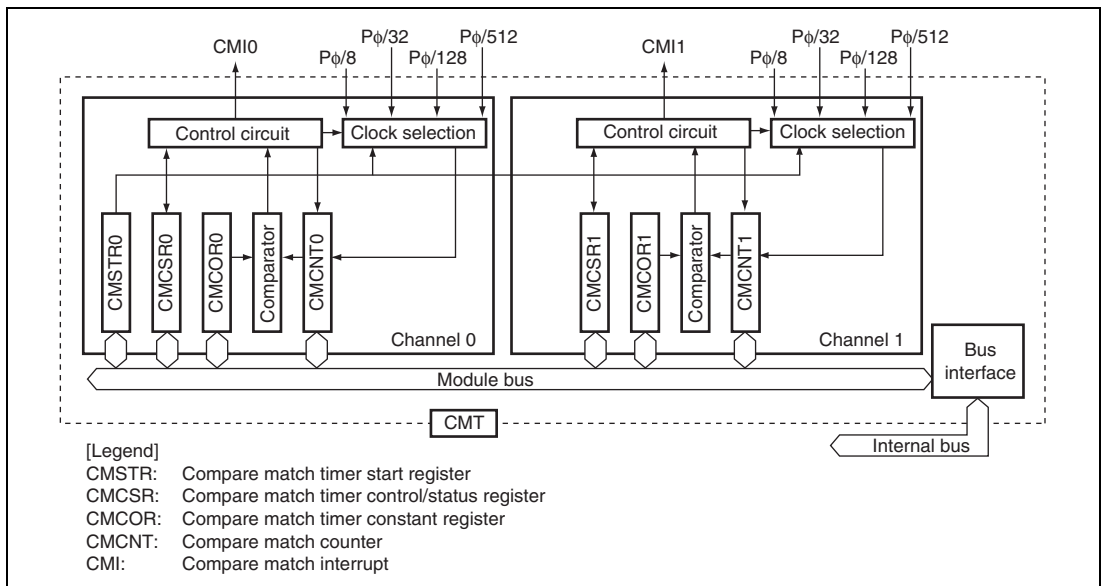 CMI0
Pφ/8
Pφ/32
Pφ/128
Pφ/512
CMI1
Pφ/8
Pφ/32
Pφ/128
Pφ/512
Control circuit
Clock selection
Control circuit
Clock selection
CMSTR0
CMCSR0
CMCOR0
Comparator
CMCNT0
CMCSR1
CMCOR1
Comparator
CMCNT1
Channel 0
Channel 1
Bus
interface
Module bus
CMT
Internal bus
[Legend]
CMSTR: Compare match timer start register
CMCSR: Compare match timer control/status register
CMCOR: Compare match timer constant register
CMCNT: Compare match counter
CMI: Compare match interrupt